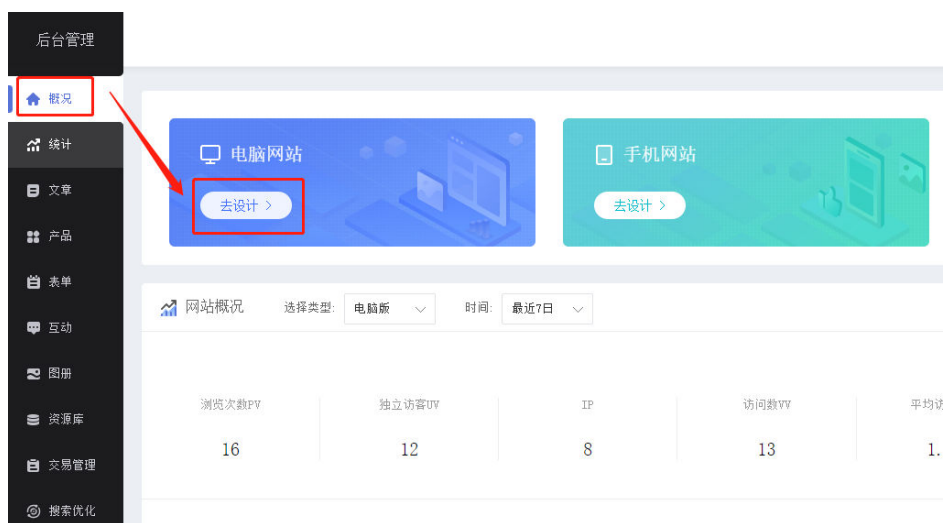 后台管理
概况
统计
文章
产品
表单
互动
图册
资源库
交易管理
搜索优化
电脑网站
去设计 >
手机网站
去设计 >
网站概况 选择类型: 电脑版 时间: 最近7日
浏览次数PV 独立访客UV IP 访问数VV 平均访
16 12 8 13 1.